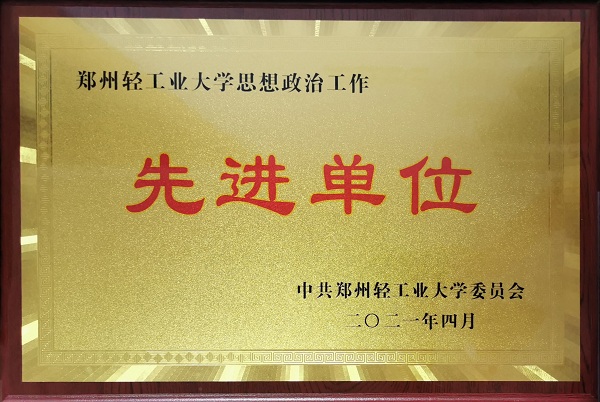 郑州轻工业大学思想政治工作
先进单位
中共郑州轻工业大学委员会
二〇二一年四月